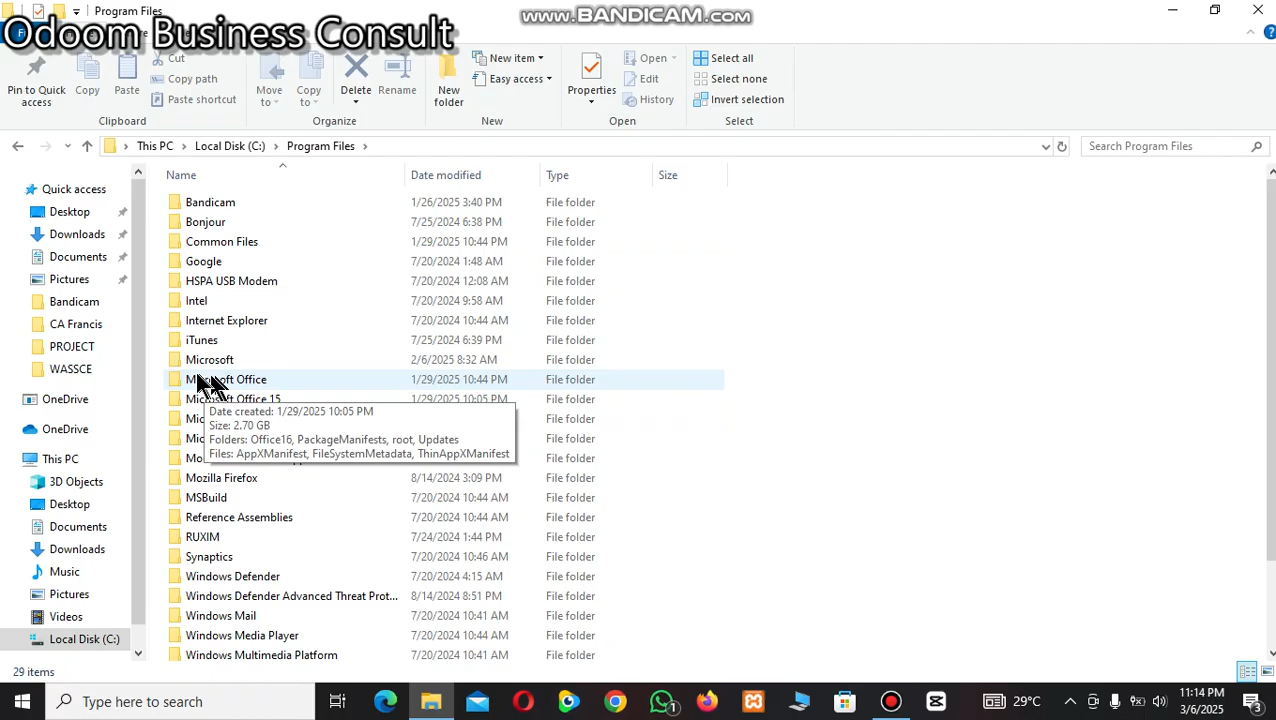 Program Files
www.BANDICAM.com
Odoom Business Consult
Pin to Quick access
Copy
Paste
Cut
Copy path
Paste shortcut
Clipboard
Move to
Copy to
Delete
Rename
Organize
New folder
New item
Easy access
New
Properties
Open
Edit
History
Open
Select all
Select none
Invert selection
Select
This PC > Local Disk (C:) > Program Files >
Search Program Files
Name Date modified Type Size
Quick access
Desktop
Downloads
Documents
Pictures
Bandicam
CA Francis
PROJECT
WASSCE
OneDrive
OneDrive
This PC
3D Objects
Desktop
Documents
Downloads
Music
Pictures
Videos
Local Disk (C:)
Bandicam 1/26/2025 3:40 PM File folder
Bonjour 7/25/2024 6:38 PM File folder
Common Files 1/29/2025 10:44 PM File folder
Google 7/20/2024 1:48 AM File folder
HSPA USB Modem 7/20/2024 12:08 AM File folder
Intel 7/20/2024 9:58 AM File folder
Internet Explorer 7/20/2024 10:44 AM File folder
iTunes 7/25/2024 6:39 PM File folder
Microsoft 2/6/2025 8:32 AM File folder
Microsoft Office 1/29/2025 10:44 PM File folder
Microsoft Office 15 1/29/2025 10:05 PM File folder
File folder
File folder
File folder
Date created: 1/29/2025 10:05 PM
Size: 2.70 GB
Folders: Office16, PackageManifests, root, Updates
Files: AppXManifest, FileSystemMetadata, ThinAppXManifest
Mozilla Firefox 8/14/2024 3:09 PM File folder
MSBuild 7/20/2024 10:44 AM File folder
Reference Assemblies 7/20/2024 10:44 AM File folder
RUXIM 7/24/2024 1:44 PM File folder
Synaptics 7/20/2024 10:46 AM File folder
Windows Defender 7/20/2024 4:15 AM File folder
Windows Defender Advanced Threat Prot... 8/14/2024 8:51 PM File folder
Windows Mail 7/20/2024 10:41 AM File folder
Windows Media Player 7/20/2024 10:44 AM File folder
Windows Multimedia Platform 7/20/2024 10:41 AM File folder
29 items
Type here to search
1
29°C
11:14 PM
3/6/2025
3